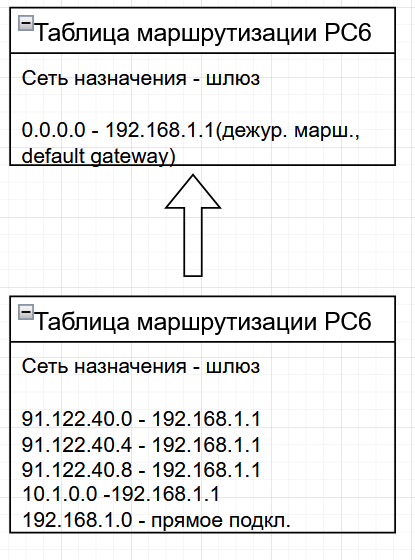 Таблица маршрутизации PC6
Сеть назначения - шлюз
0.0.0.0 - 192.168.1.1(дежур. марш.,
default gateway)
Таблица маршрутизации PC6
Сеть назначения - шлюз
91.122.40.0 - 192.168.1.1
91.122.40.4 - 192.168.1.1
91.122.40.8 - 192.168.1.1
10.1.0.0 -192.168.1.1
192.168.1.0 - прямое подкл.